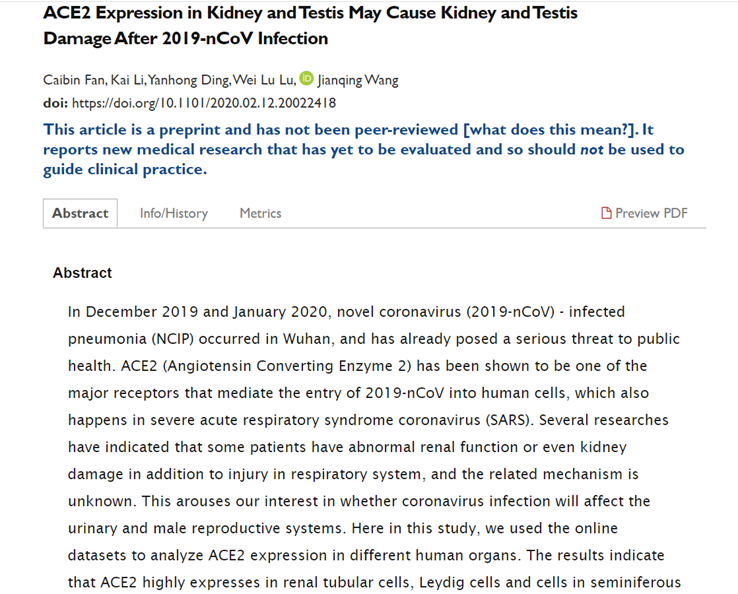 ACE2 Expression in Kidney and Testis May Cause Kidney and Testis
Damage After 2019-nCoV Infection
Caibin Fan, Kai Li, Yanhong Ding, Wei Lu Lu, iD Jianqing Wang
doi: https://doi.org/10.1101/2020.02.12.20022418
This article is a preprint and has not been peer-reviewed [what does this mean?]. It
reports new medical research that has yet to be evaluated and so should not be used to
guide clinical practice.
Abstract Info/History Metrics Preview PDF
Abstract
In December 2019 and January 2020, novel coronavirus (2019-nCoV) - infected
pneumonia (NCIP) occurred in Wuhan, and has already posed a serious threat to public
health. ACE2 (Angiotensin Converting Enzyme 2) has been shown to be one of the
major receptors that mediate the entry of 2019-nCoV into human cells, which also
happens in severe acute respiratory syndrome coronavirus (SARS). Several researches
have indicated that some patients have abnormal renal function or even kidney
damage in addition to injury in respiratory system, and the related mechanism is
unknown. This arouses our interest in whether coronavirus infection will affect the
urinary and male reproductive systems. Here in this study, we used the online
datasets to analyze ACE2 expression in different human organs. The results indicate
that ACE2 highly expresses in renal tubular cells, Leydig cells and cells in seminiferous